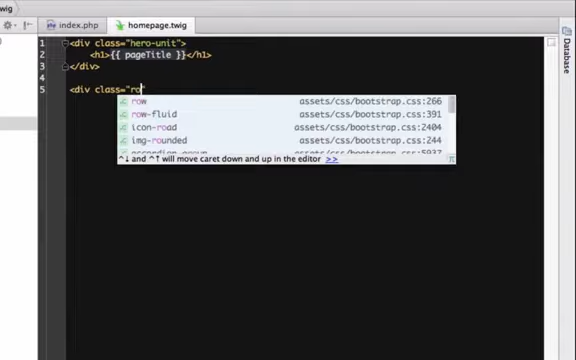 wig
index.php homepage.twig
1 <div class="hero-unit">
2 <h1>{{ pageTitle }}</h1>
3 </div>
4
5 <div class="ro"
row assets/css/bootstrap.css:266
row-fluid assets/css/bootstrap.css:391
icon-road assets/css/bootstrap.css:2404
img-rounded assets/css/bootstrap.css:244
^↓ and ^↑ will move caret down and up in the editor >> π
Database